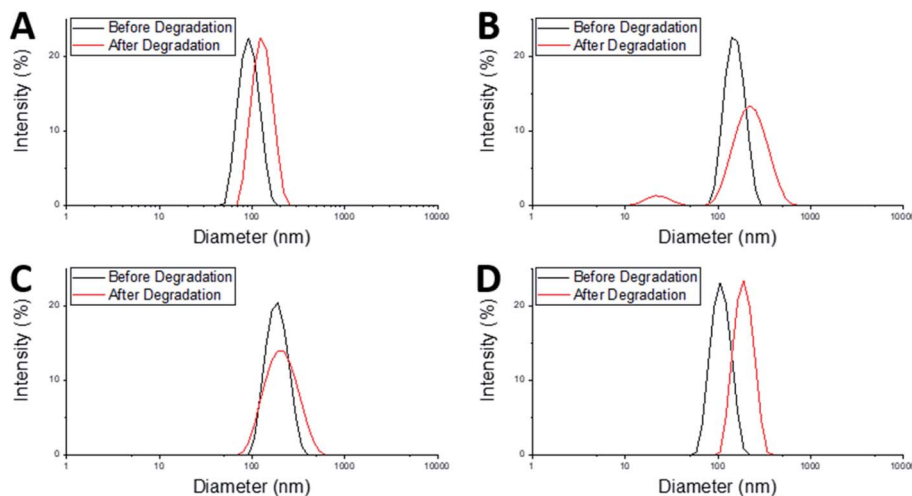 A
Before Degradation
After Degradation
Intensity (%)
20
10
0
1
10
100
1000
10000
Diameter (nm)
B
Before Degradation
After Degradation
Intensity (%)
20
10
0
1
10
100
1000
10000
Diameter (nm)
C
Before Degradation
After Degradation
Intensity (%)
20
10
0
1
10
100
1000
10000
Diameter (nm)
D
Before Degradation
After Degradation
Intensity (%)
20
10
0
1
10
100
1000
10000
Diameter (nm)